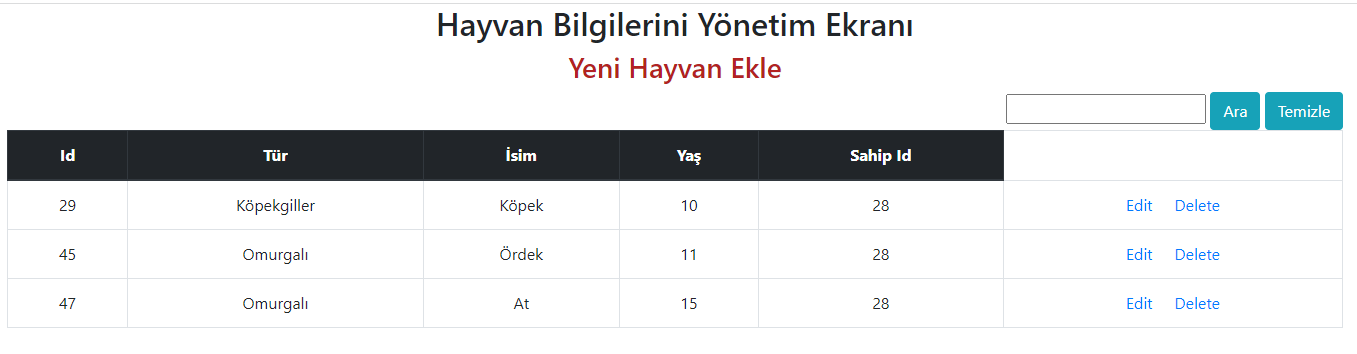 Hayvan Bilgilerini Yönetim Ekranı
Yeni Hayvan Ekle
Ara Temizle
Id Tür İsim Yaş Sahip Id
29 Köpekgiller Köpek 10 28 Edit Delete
45 Omurgalı Ördek 11 28 Edit Delete
47 Omurgalı At 15 28 Edit Delete